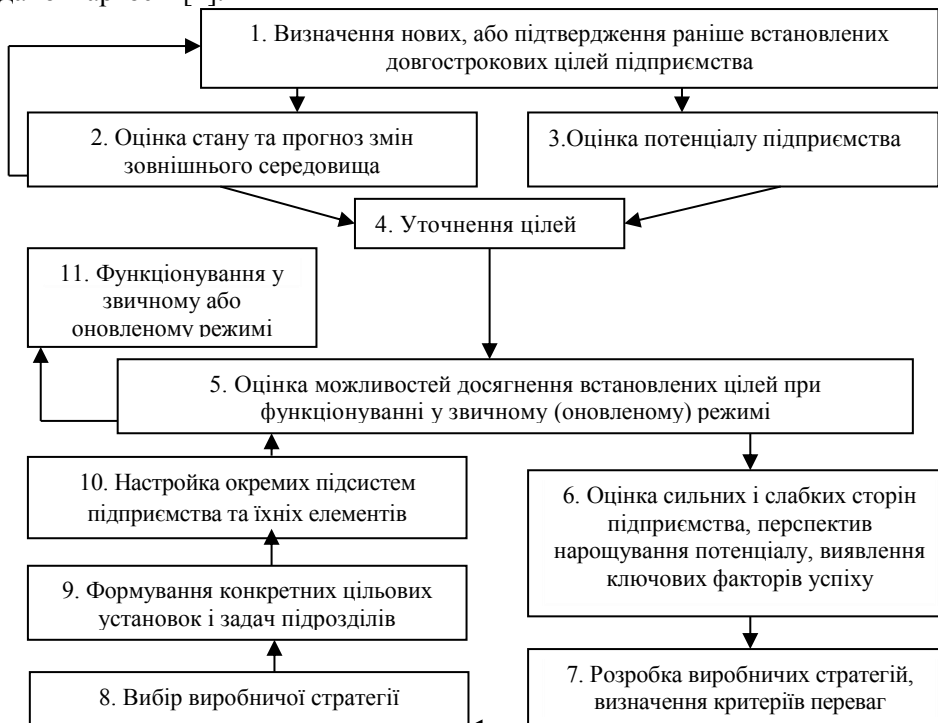 1. Визначення нових, або підтвердження раніше встановлених
довгострокових цілей підприємства
2. Оцінка стану та прогноз змін
зовнішнього середовища
3.Оцінка потенціалу підприємства
4. Уточнення цілей
11. Функціонування у
звичному або
оновленому режимі
5. Оцінка можливостей досягнення встановлених цілей при
функціонуванні у звичному (оновленому) режимі
10. Настройка окремих підсистем
підприємства та їхніх елементів
6. Оцінка сильних і слабких сторін
підприємства, перспектив
нарощування потенціалу, виявлення
ключових факторів успіху
9. Формування конкретних цільових
установок і задач підрозділів
7. Розробка виробничих стратегій,
визначення критеріїв переваг
8. Вибір виробничої стратегії